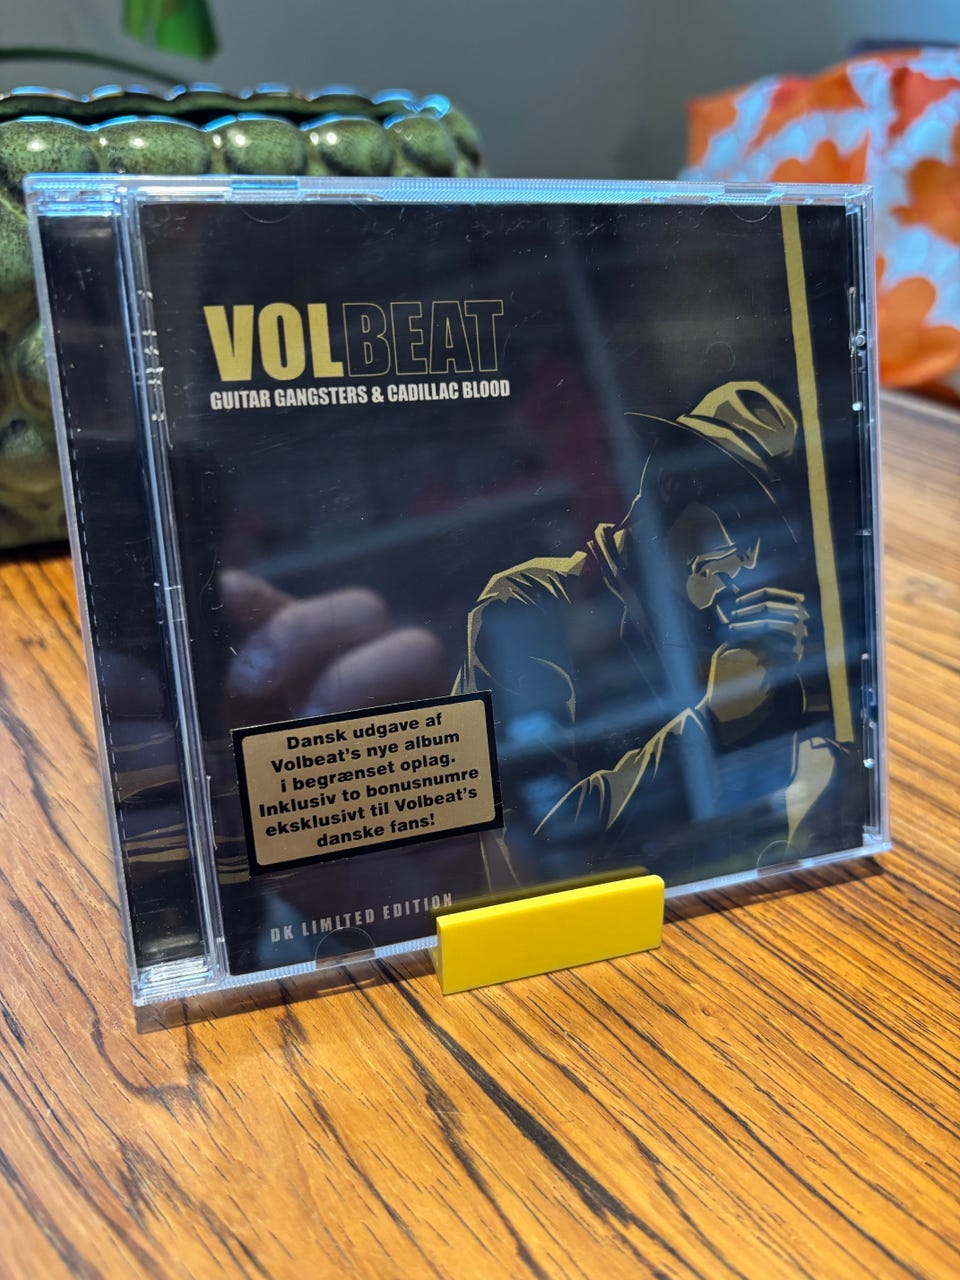 VOLBEAT
GUITAR GANGSTERS & CADILLAC BLOOD
Dansk udgave af
Volbeat's nye album
i begrænset oplag.
Inklusiv to bonusnumre
eksklusivt til Volbeat's
danske fans!
DK LIMITED EDITION